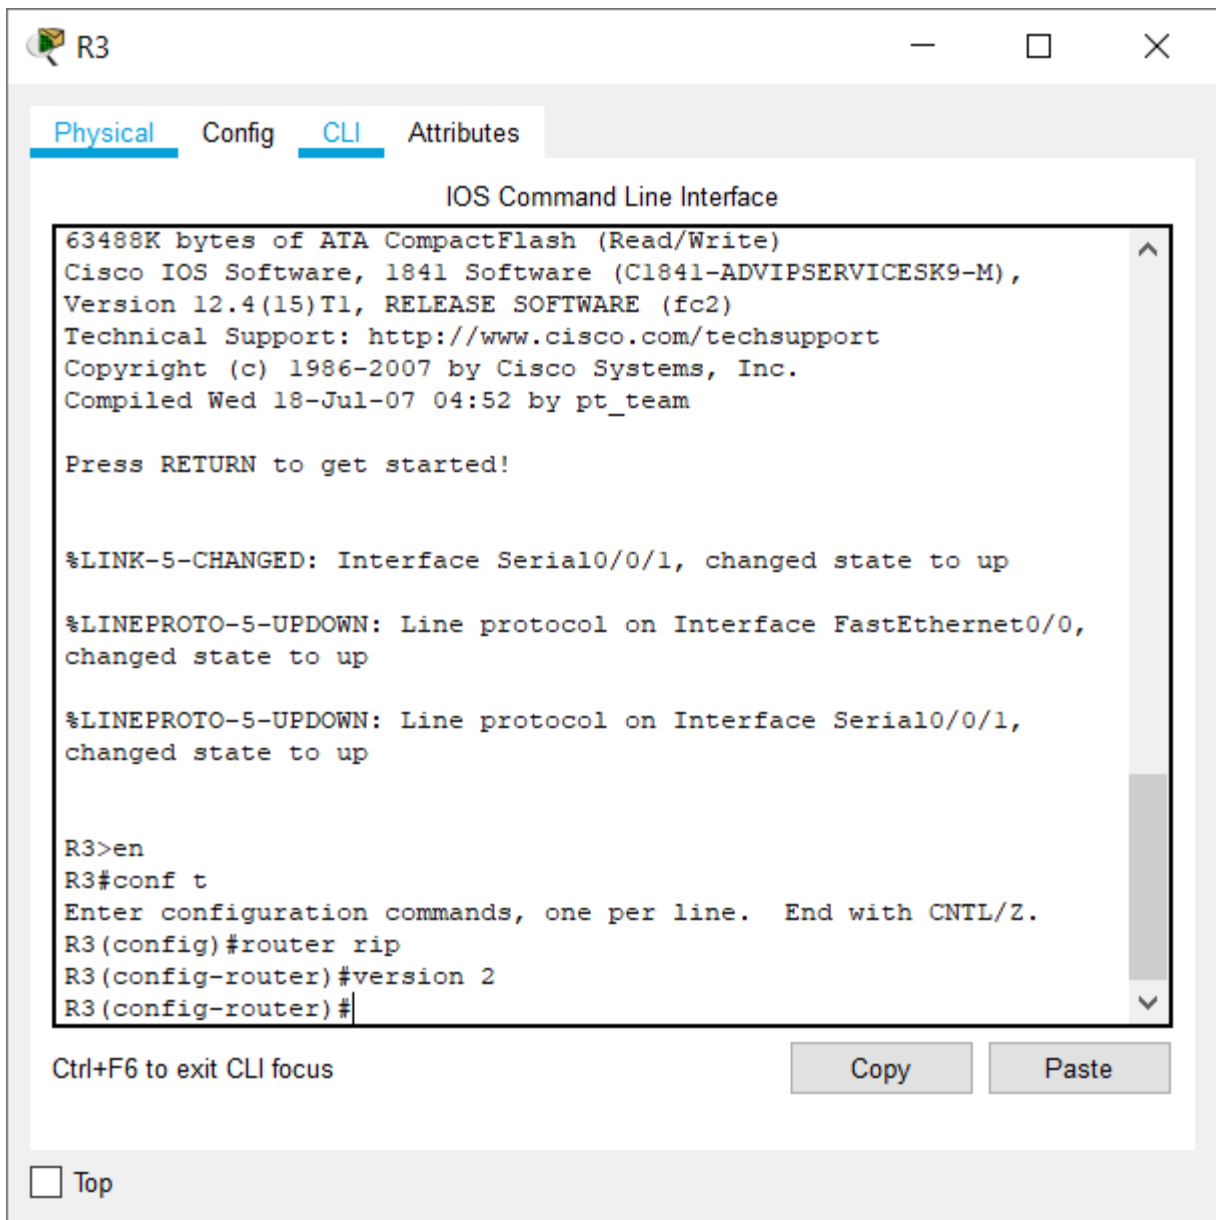 R3
Physical Config CLI Attributes
IOS Command Line Interface
63488K bytes of ATA CompactFlash (Read/Write)
Cisco IOS Software, 1841 Software (C1841-ADVIPSERVICESK9-M),
Version 12.4(15)T1, RELEASE SOFTWARE (fc2)
Technical Support: http://www.cisco.com/techsupport
Copyright (c) 1986-2007 by Cisco Systems, Inc.
Compiled Wed 18-Jul-07 04:52 by pt_team
Press RETURN to get started!
%LINK-5-CHANGED: Interface Serial0/0/1, changed state to up
%LINEPROTO-5-UPDOWN: Line protocol on Interface FastEthernet0/0,
changed state to up
%LINEPROTO-5-UPDOWN: Line protocol on Interface Serial0/0/1,
changed state to up
R3>en
R3#conf t
Enter configuration commands, one per line.  End with CNTL/Z.
R3(config)#router rip
R3(config-router)#version 2
R3(config-router)#
Ctrl+F6 to exit CLI focus
Copy Paste
Top